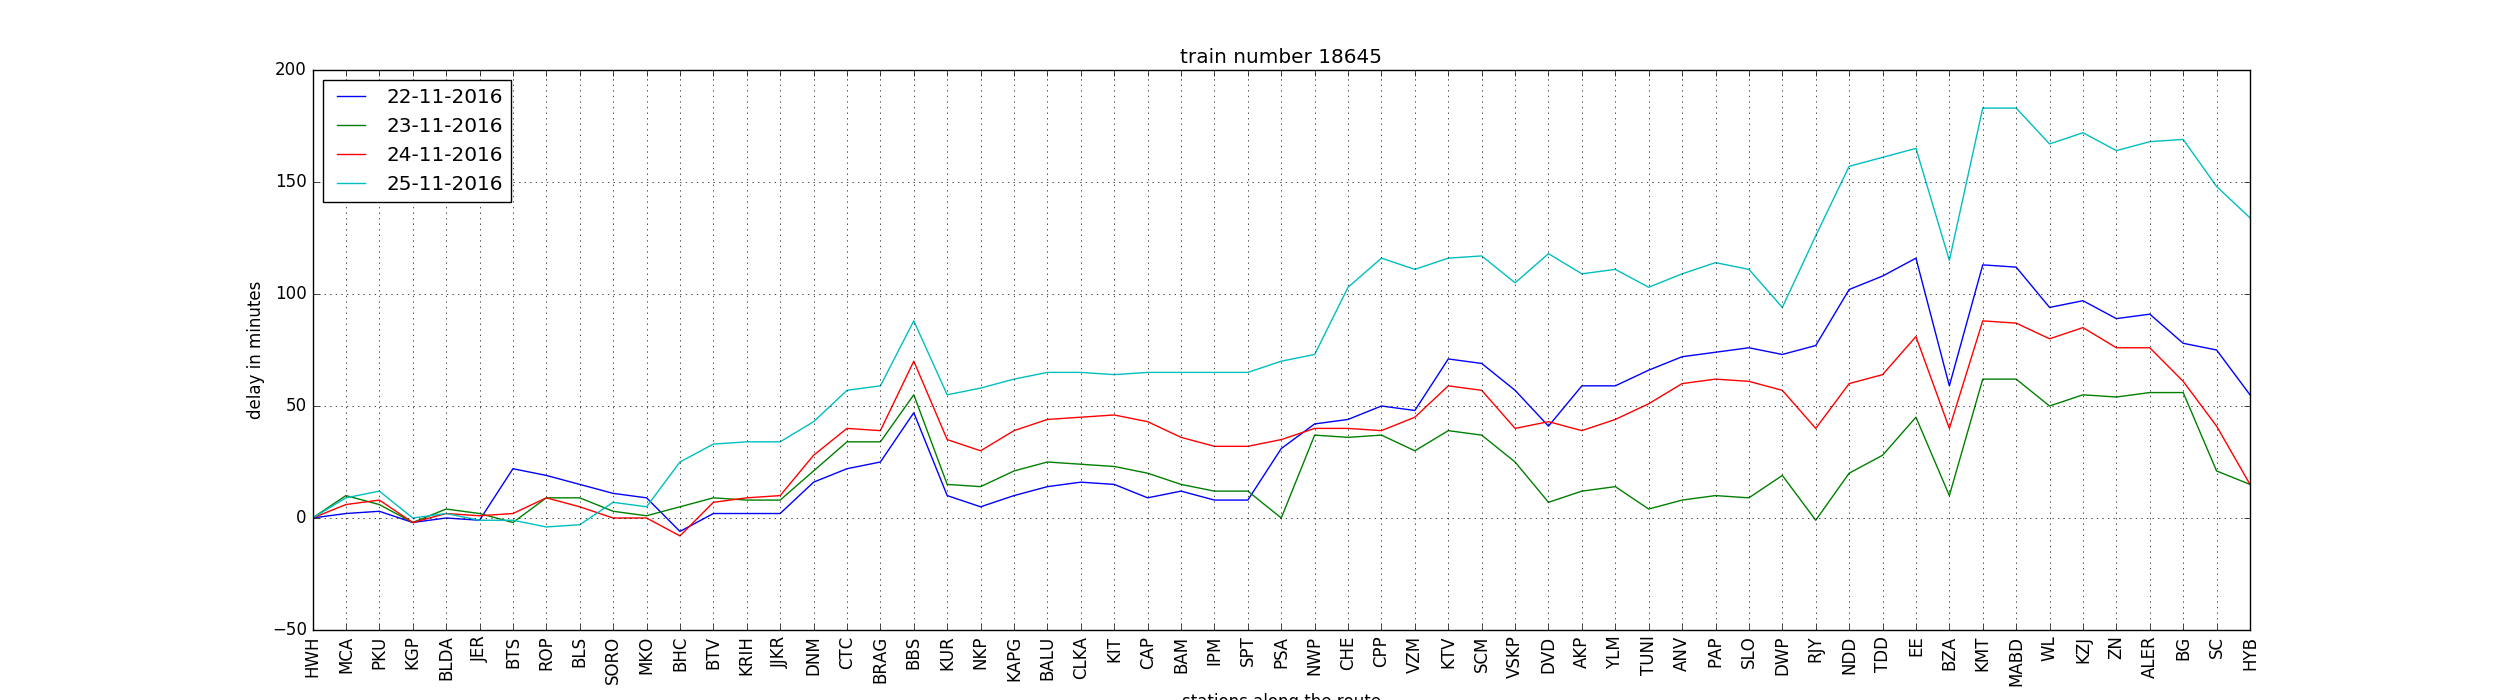 train number 18645
200
150
100
50
0
−50
delay in minutes
22-11-2016
23-11-2016
24-11-2016
25-11-2016
HWH
MCA
PKU
KGP
BLDA
JER
BTS
ROP
BLS
SORO
MKO
BHC
BTV
KRIH
JJKR
DNM
CTC
BRAG
BBS
KUR
NKP
KAPG
BALU
CLKA
KIT
CAP
BAM
IPM
SPT
PSA
NWP
CHE
CPP
VZM
KTV
SCM
VSKP
DVD
AKP
YLM
TUNI
ANV
PAP
SLO
DWP
RJY
NDD
TDD
EE
BZA
KMT
MABD
WL
KZJ
ZN
ALER
BG
SC
HYB
stations along the route